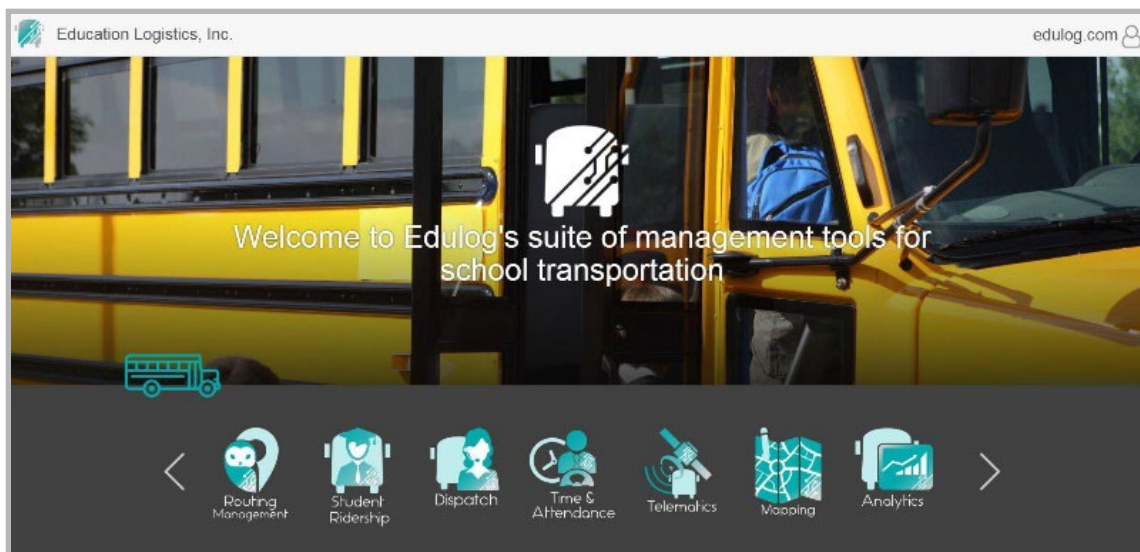 Education Logistics, Inc.
edulog.com
Welcome to Edulog's suite of management tools for
school transportation
Routing
Management
Student
Ridership
Dispatch
Time &
Attendance
Telematics
Mapping
Analytics